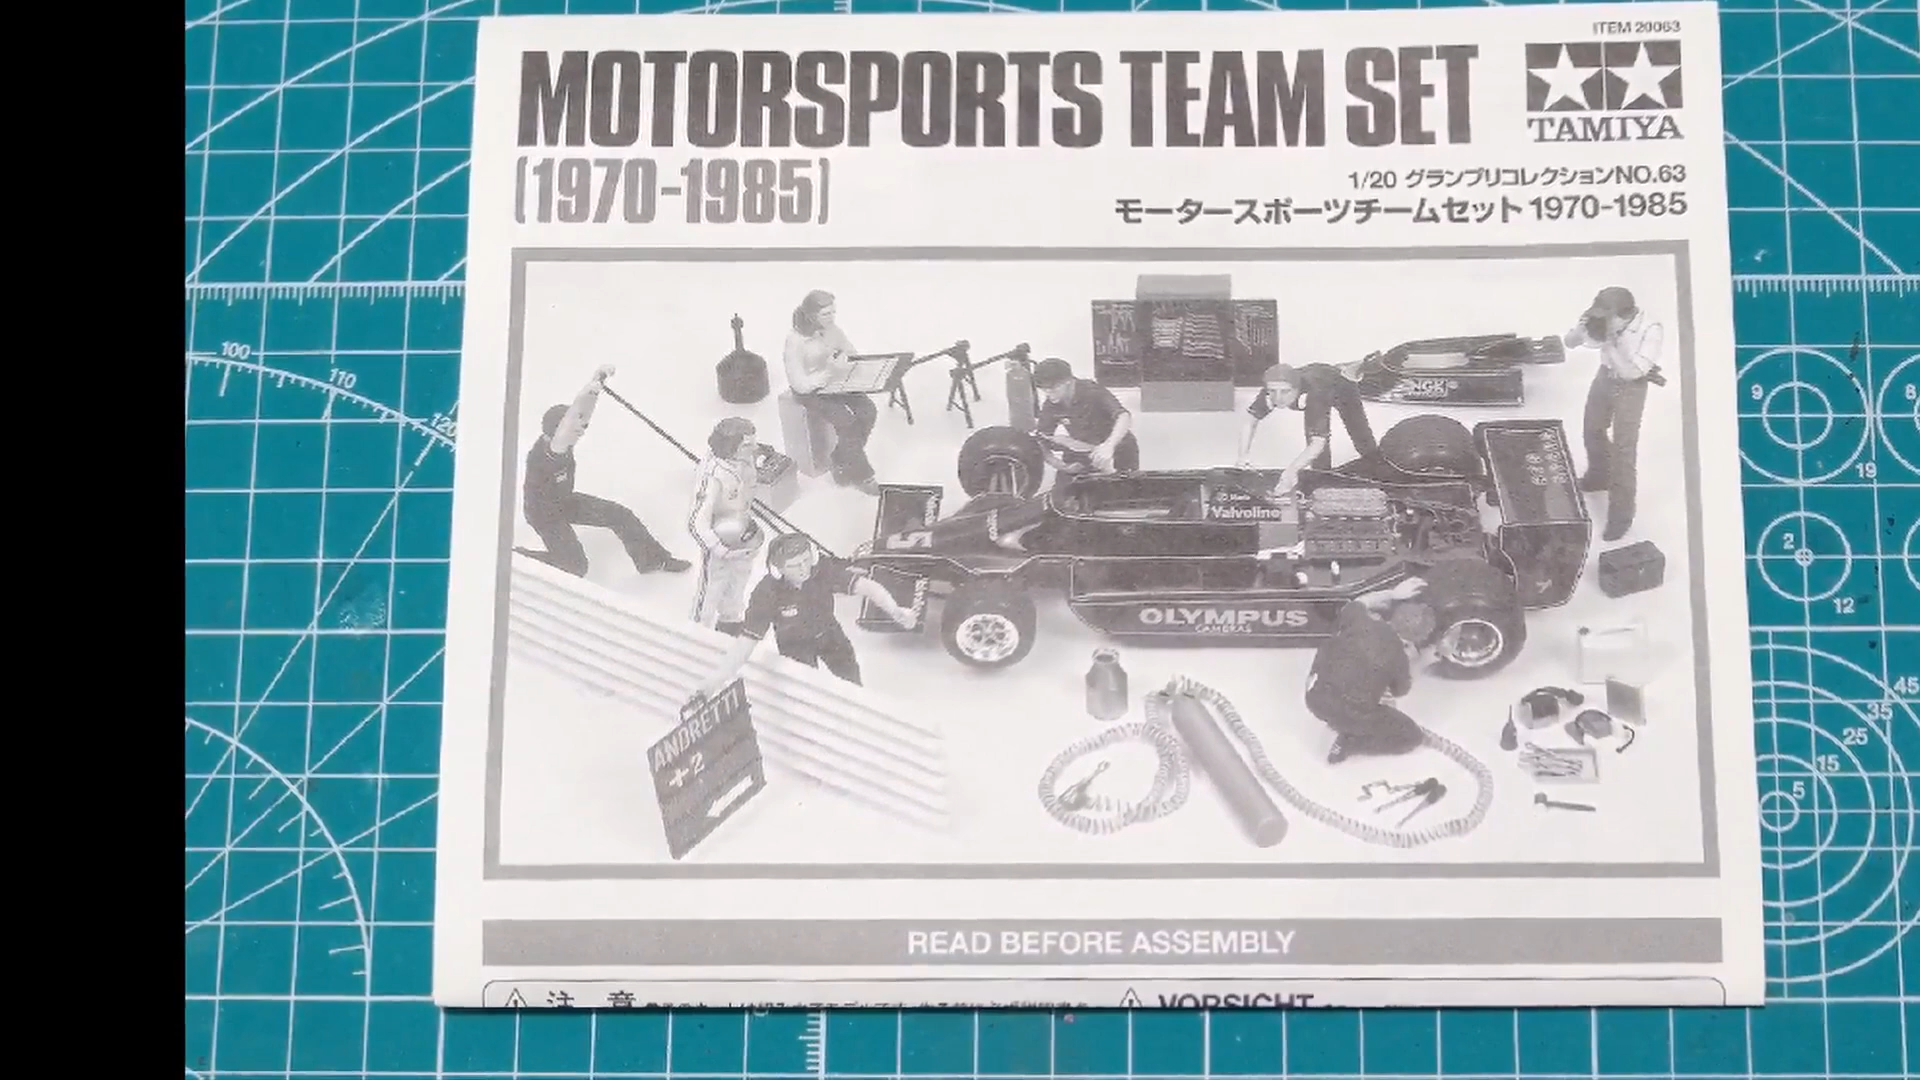 ITEM 20063
MOTORSPORTS TEAM SET
(1970-1985)
TAMIYA
1/20 グランプリコレクションNO.63
モータースポーツチームセット 1970-1985
NGK
Valvoline
5
OLYMPUS
CAMERAS
ANDRETTI
+2
READ BEFORE ASSEMBLY
注 意
VORSICHT
100
110
120
9
8
19
2
12
45
35
25
15
5